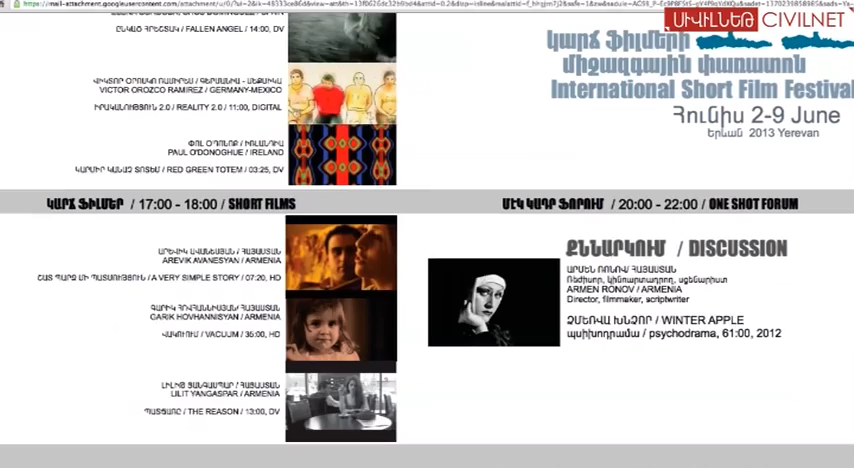 ԸՆԿԱԾ ՀՐԵՇՏԱԿ / FALLEN ANGEL / 14:00, DV
ՎԻԿՏՈՐ ՕՐՈՍԿՈ ՌԱՄԻՐԵՍ / ԳԵՐՄԱՆԻԱ - ՄԵՔՍԻԿԱ
VICTOR OROZCO RAMIREZ / GERMANY-MEXICO
ԻՐԱԿԱՆՈՒԹՅՈՒՆ 2.0 / REALITY 2.0 / 11:00, DIGITAL
ՓՈԼ Օ'ԴՈՆՈՀՈ / ԻՌԼԱՆԴԻԱ
PAUL O'DONOGHUE / IRELAND
ԿԱՐՄԻՐ ԿԱՆԱՉ ՏՈՏԵՄ / RED GREEN TOTEM / 03:25, DV
ՍԻՎԻԼՆԵԹ CIVILNET
կարճ ֆիլմերի
միջազգային փառատոն
International Short Film Festival
Հունիս 2-9 June
Երևան 2013 Yerevan
ԿԱՐՃ ՖԻԼՄԵՐ / 17:00 - 18:00 / SHORT FILMS
ՄԵԿ ԿԱԴՐ ՖՈՐՈՒՄ / 20:00 - 22:00 / ONE SHOT FORUM
ԱՐԵՎԻԿ ԱՎԱՆԵՍՅԱՆ / ՀԱՅԱՍՏԱՆ
AREVIK AVANESYAN / ARMENIA
ՇԱՏ ՊԱՐԶ ՄԻ ՊԱՏՄՈՒԹՅՈՒՆ / A VERY SIMPLE STORY / 07:20, HD
ԳԱՐԻԿ ՀՈՎՀԱՆՆԻՍՅԱՆ / ՀԱՅԱՍՏԱՆ
GARIK HOVHANNISYAN / ARMENIA
ՎԱԿՈՒՈՒՄ / VACUUM / 35:00, HD
ԼԻԼԻԹ ՅԱՆԳԱՍՊԱՐ / ՀԱՅԱՍՏԱՆ
LILIT YANGASPAR / ARMENIA
ՊԱՏՃԱՌԸ / THE REASON / 13:00, DV
ՔՆՆԱՐԿՈՒՄ / DISCUSSION
ԱՐՄԵՆ ՌՈՆՈՎ/ ՀԱՅԱՍՏԱՆ
Ռեժիսոր, կինոարտադրող, սցենարիստ
ARMEN RONOV / ARMENIA
Director, filmmaker, scriptwriter
ՁՄԵՌՎԱ ԽՆՁՈՐ / WINTER APPLE
պսիխոդրամա / psychodrama, 61:00, 2012